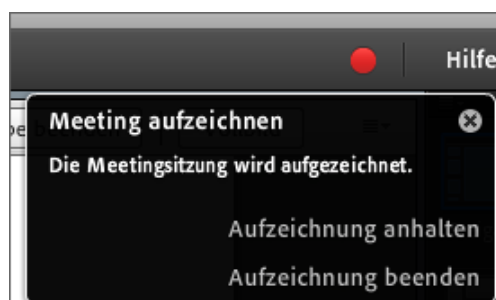 Hilfe
Meeting aufzeichnen
Die Meetingsitzung wird aufgezeichnet.
Aufzeichnung anhalten
Aufzeichnung beenden